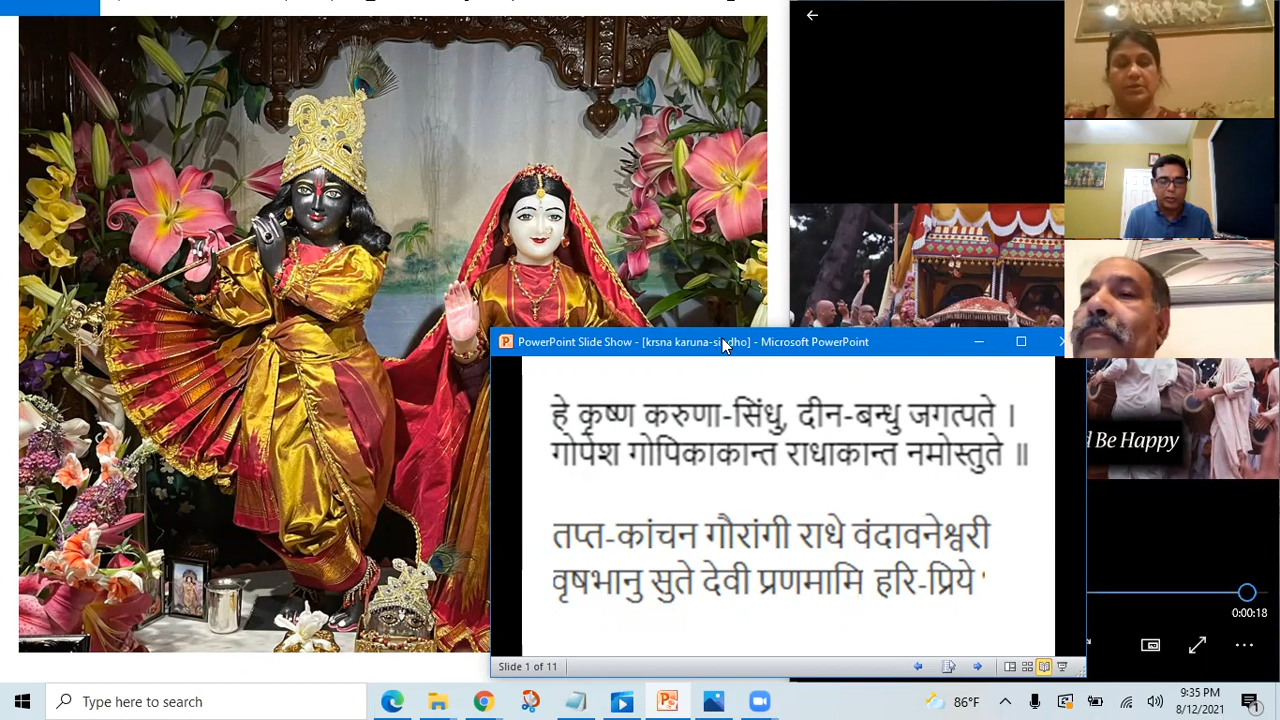 PowerPoint Slide Show - [krsna karuna-sindho] - Microsoft PowerPoint
हे कृष्ण करुणा-सिंधु, दीन-बन्धु जगत्पते ।
गोपेश गोपिकाकान्त राधाकान्त नमोस्तुते ॥
तप्त-कांचन गौरांगी राधे वंदावनेश्वरी
वृषभानु सुते देवी प्रणमामि हरि-प्रिये
Be Happy
0:00:18
Slide 1 of 11
Type here to search
86°F
9:35 PM
8/12/2021
1